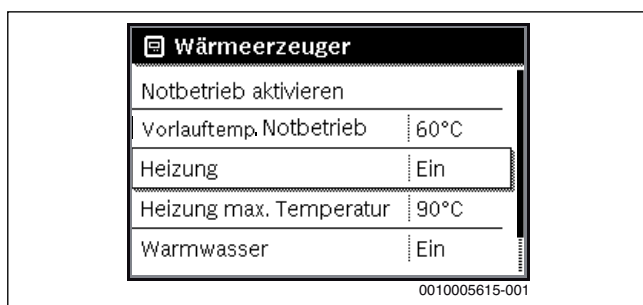 Wärmeerzeuger
Notbetrieb aktivieren
Vorlauftemp. Notbetrieb 60°C
Heizung Ein
Heizung max. Temperatur 90°C
Warmwasser Ein
0010005615-001